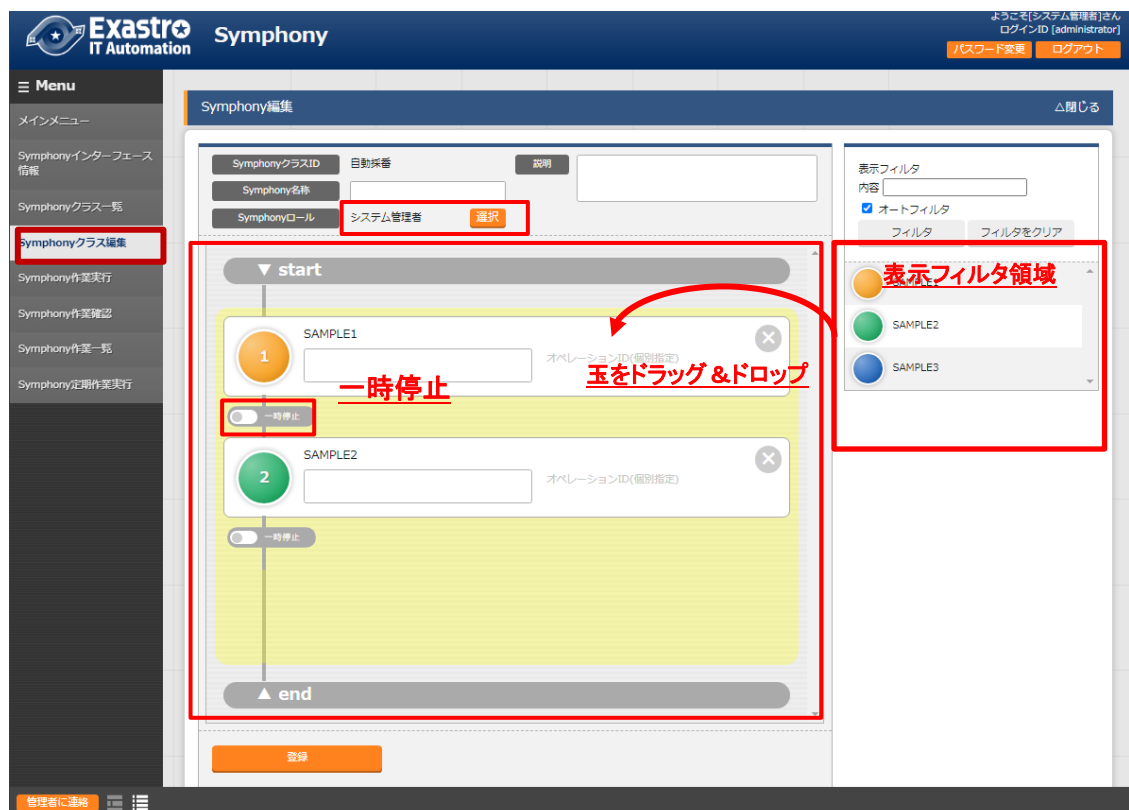 Exastro
IT Automation
Symphony
ようこそ[システム管理者]さん
ログインID [administrator]
パスワード変更
ログアウト
Menu
メインメニュー
Symphonyインターフェース
情報
Symphonyクラス一覧
Symphonyクラス編集
Symphony作業実行
Symphony作業確認
Symphony作業一覧
Symphony定期作業実行
Symphony編集
△閉じる
SymphonyクラスID
自動採番
説明
Symphony名称
Symphonyロール
システム管理者
選択
▼ start
SAMPLE1
1
オペレーションID(個別指定)
玉をドラッグ&ドロップ
一時停止
一時停止
SAMPLE2
2
オペレーションID(個別指定)
一時停止
▲ end
登録
表示フィルタ
内容
オートフィルタ
フィルタ
フィルタをクリア
表示フィルタ領域
SAMPLE1
SAMPLE2
SAMPLE3
管理者に連絡